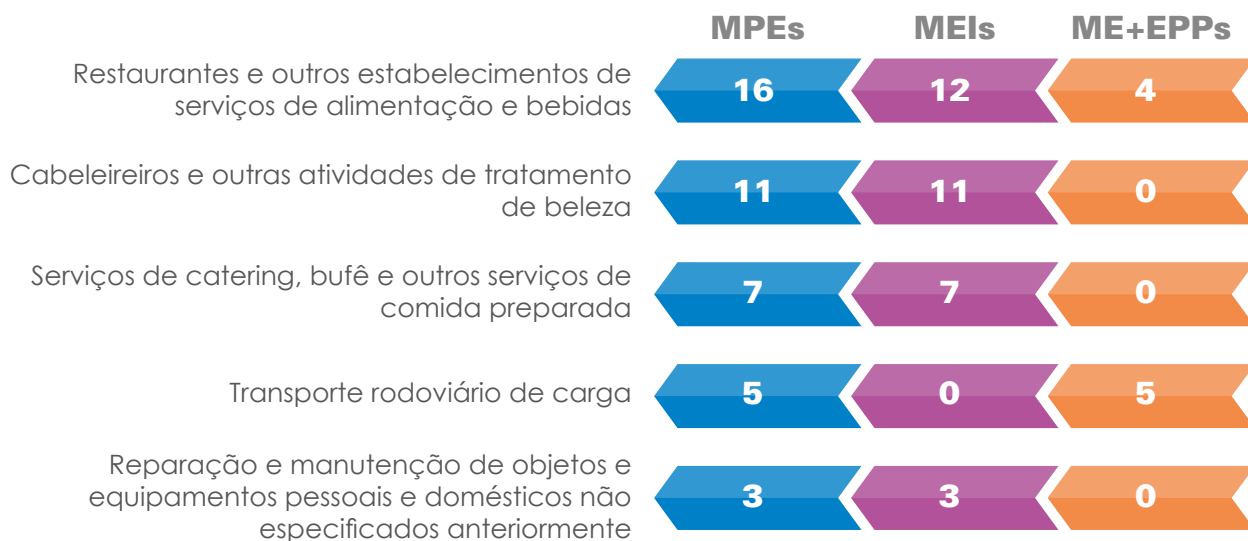 MPEs MEIs ME+EPPs
Restaurantes e outros estabelecimentos de
serviços de alimentação e bebidas
16 12 4
Cabeleireiros e outras atividades de tratamento
de beleza
11 11 0
Serviços de catering, bufê e outros serviços de
comida preparada
7 7 0
Transporte rodoviário de carga 5 0 5
Reparação e manutenção de objetos e
equipamentos pessoais e domésticos não
especificados anteriormente
3 3 0